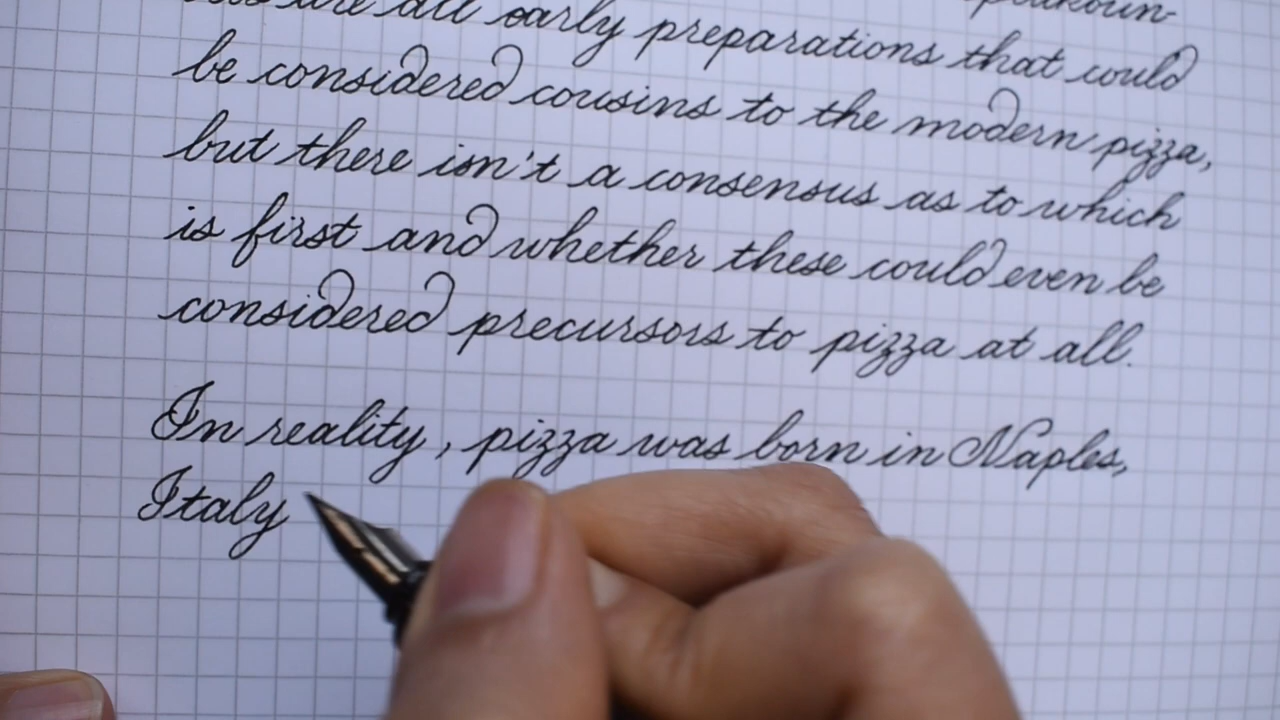 are all early preparations that could
be considered cousins to the modern pizza,
but there isn't a consensus as to which
is first and whether these could even be
considered precursors to pizza at all.
In reality, pizza was born in Naples,
Italy